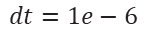 dt = 1e − 6